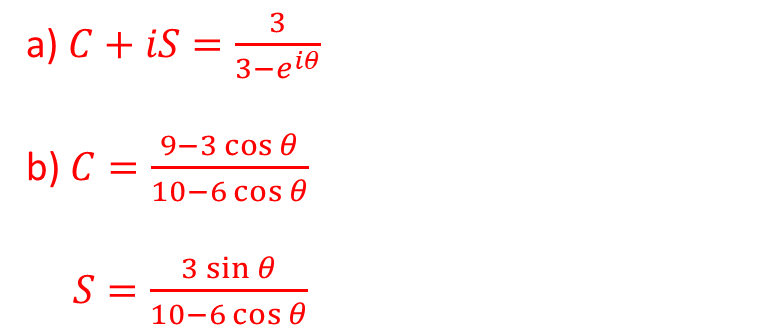 a) C + iS = 3/(3−e^{iθ})
b) C = (9−3 cos θ)/(10−6 cos θ)
S = (3 sin θ)/(10−6 cos θ)